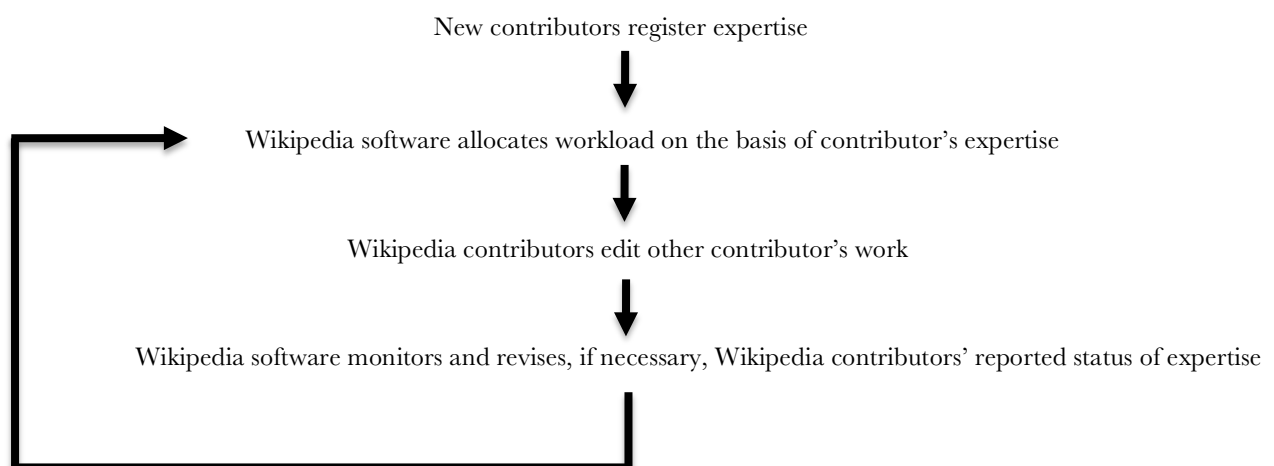 New contributors register expertise
Wikipedia software allocates workload on the basis of contributor’s expertise
Wikipedia contributors edit other contributor’s work
Wikipedia software monitors and revises, if necessary, Wikipedia contributors’ reported status of expertise